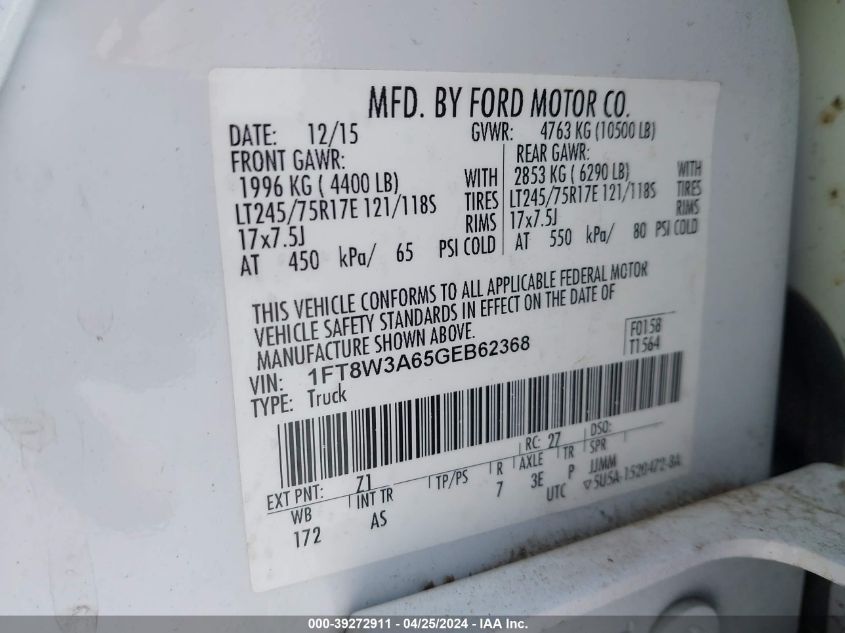 MFD. BY FORD MOTOR CO.
DATE: 12/15 GVWR: 4763 KG (10500 LB)
FRONT GAWR: REAR GAWR:
1996 KG ( 4400 LB) WITH 2853 KG ( 6290 LB) WITH
LT245/75R17E 121/118S TIRES LT245/75R17E 121/118S TIRES
17x7.5J RIMS 17x7.5J RIMS
AT 450 kPa/ 65 PSI COLD AT 550 kPa/ 80 PSI COLD
THIS VEHICLE CONFORMS TO ALL APPLICABLE FEDERAL MOTOR
VEHICLE SAFETY STANDARDS IN EFFECT ON THE DATE OF
MANUFACTURE SHOWN ABOVE.
F0158
VIN: 1FT8W3A65GEB62368 T1564
TYPE: Truck
EXT PNT: Z1 RC: 27 DSO:
WB INT TR TP/PS R AXLE TR SPR
172 AS 7 3E P JJMM
UTC ▽5U5A-1520472-8A
000-39272911 - 04/25/2024 - IAA Inc.